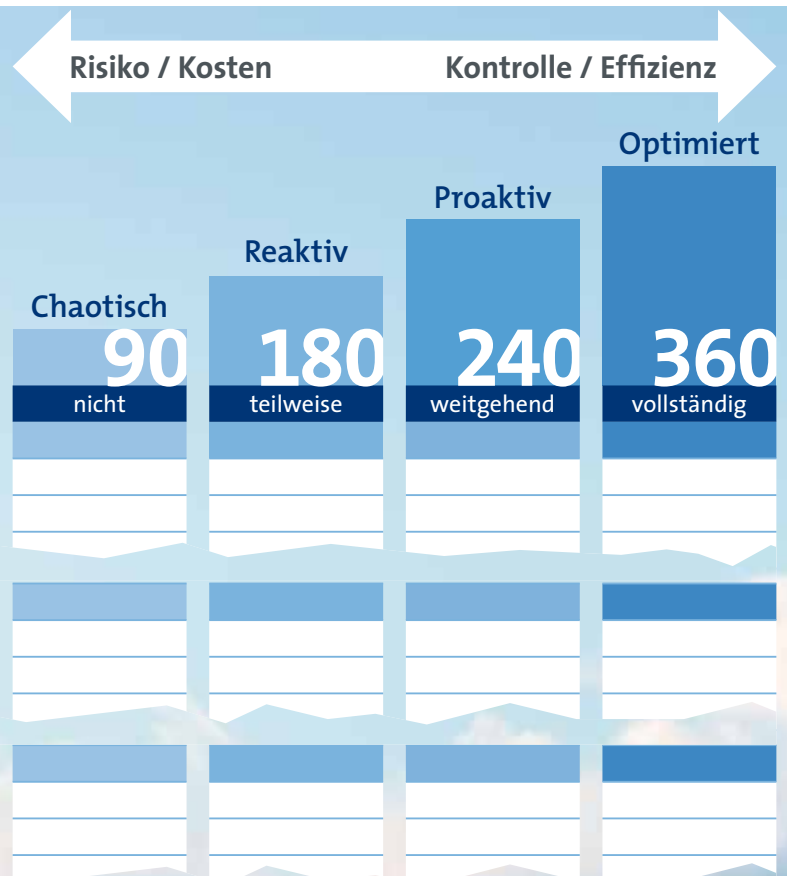 Risiko / Kosten Kontrolle / Effizienz
Optimiert
Proaktiv
Reaktiv
Chaotisch
90 180 240 360
nicht teilweise weitgehend vollständig